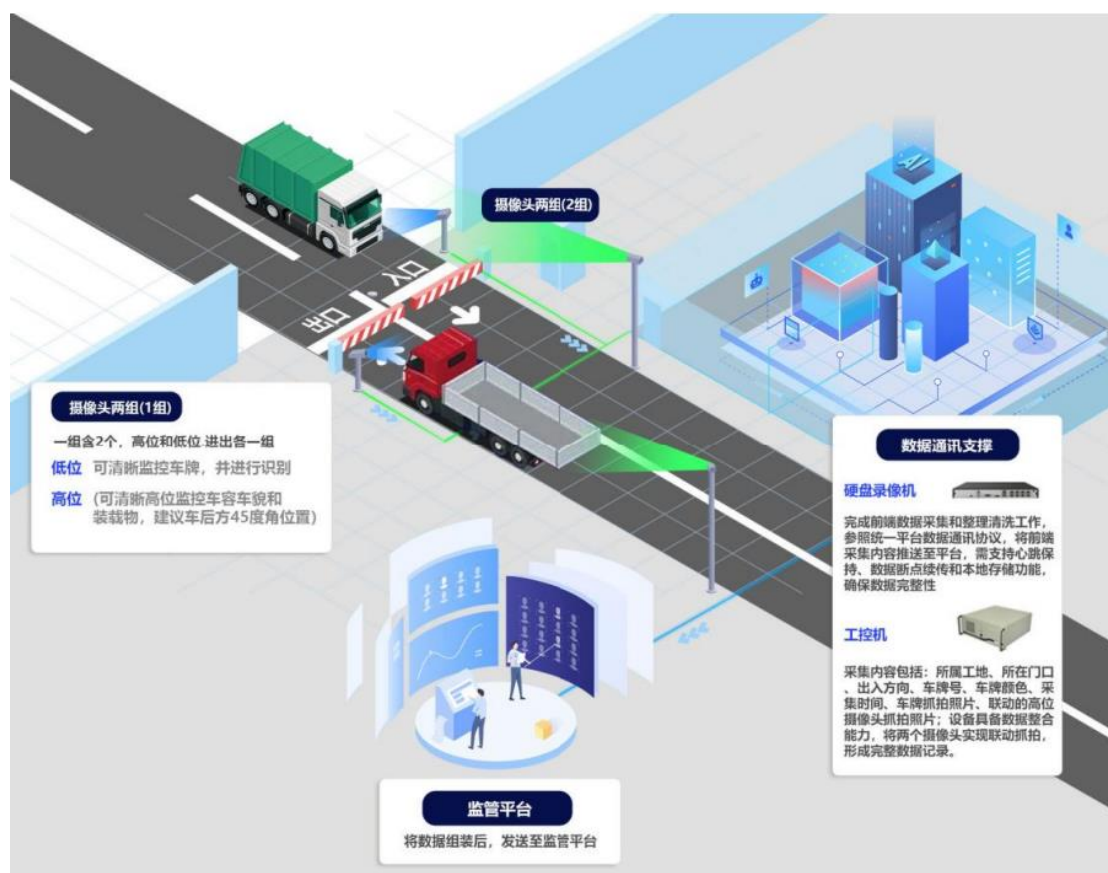 摄像头两组(2组)
入口
出口
摄像头两组(1组)
一组含2个，高位和低位.进出各一组
低位 可清晰监控车牌，并进行识别
高位 (可清晰高位监控车容车貌和
装载物，建议车后方45度角位置)
数据通讯支撑
硬盘录像机
完成前端数据采集和整理清洗工作，
参照统一平台数据通讯协议，将前端
采集内容推送至平台，需支持心跳保
持、数据断点续传和本地存储功能，
确保数据完整性
工控机
采集内容包括：所属工地、所在门口
、出入方向、车牌号、车牌颜色、采
集时间、车牌抓拍照片、联动的高位
摄像头抓拍照片；设备具备数据整合
能力，将两个摄像头实现联动抓拍，
形成完整数据记录。
监管平台
将数据组装后，发送至监管平台